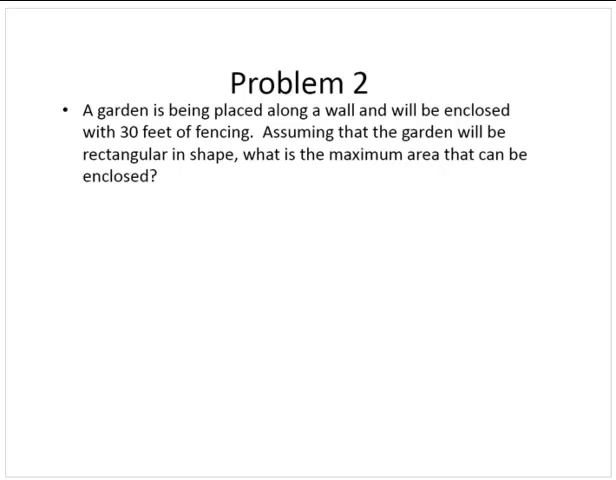 Problem 2
• A garden is being placed along a wall and will be enclosed
with 30 feet of fencing.  Assuming that the garden will be
rectangular in shape, what is the maximum area that can be
enclosed?